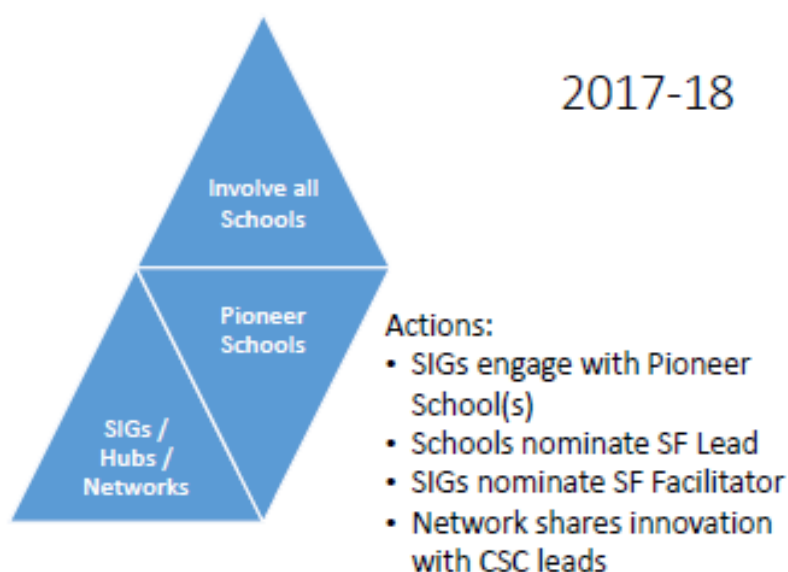 2017-18
Involve all
Schools
Pioneer
Schools
SIGs /
Hubs /
Networks
Actions:
• SIGs engage with Pioneer
School(s)
• Schools nominate SF Lead
• SIGs nominate SF Facilitator
• Network shares innovation
with CSC leads